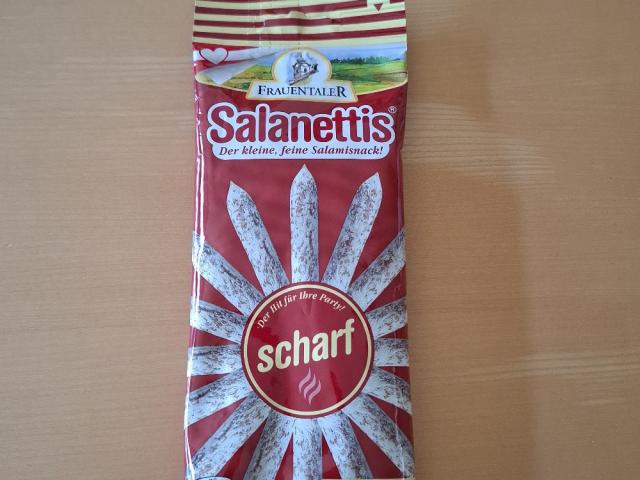 FRAUENTALER
Salanettis®
Der kleine, feine Salamisnack!
Der Hit für Ihre Party!
scharf